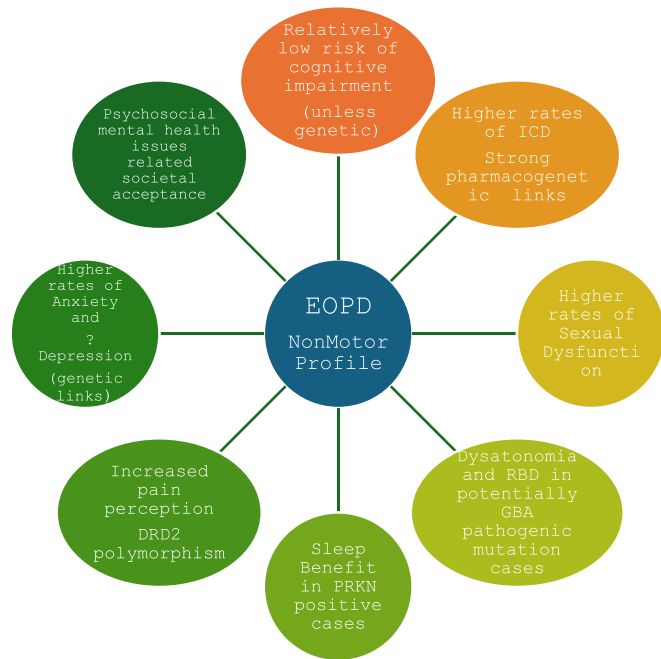 Relatively
low risk of
cognitive
impairment
(unless
genetic)
Higher rates
of ICD
Strong
pharmacogenet
ic links
Higher
rates of
Sexual
Dysfuncti
on
Dysatonomia
and RBD in
potentially
GBA
pathogenic
mutation
cases
Sleep
Benefit
in PRKN
positive
cases
Increased
pain
perception
DRD2
polymorphism
Higher
rates of
Anxiety
and
?
Depression
(genetic
links)
Psychosocial
mental health
issues
related
societal
acceptance
EOPD
NonMotor
Profile